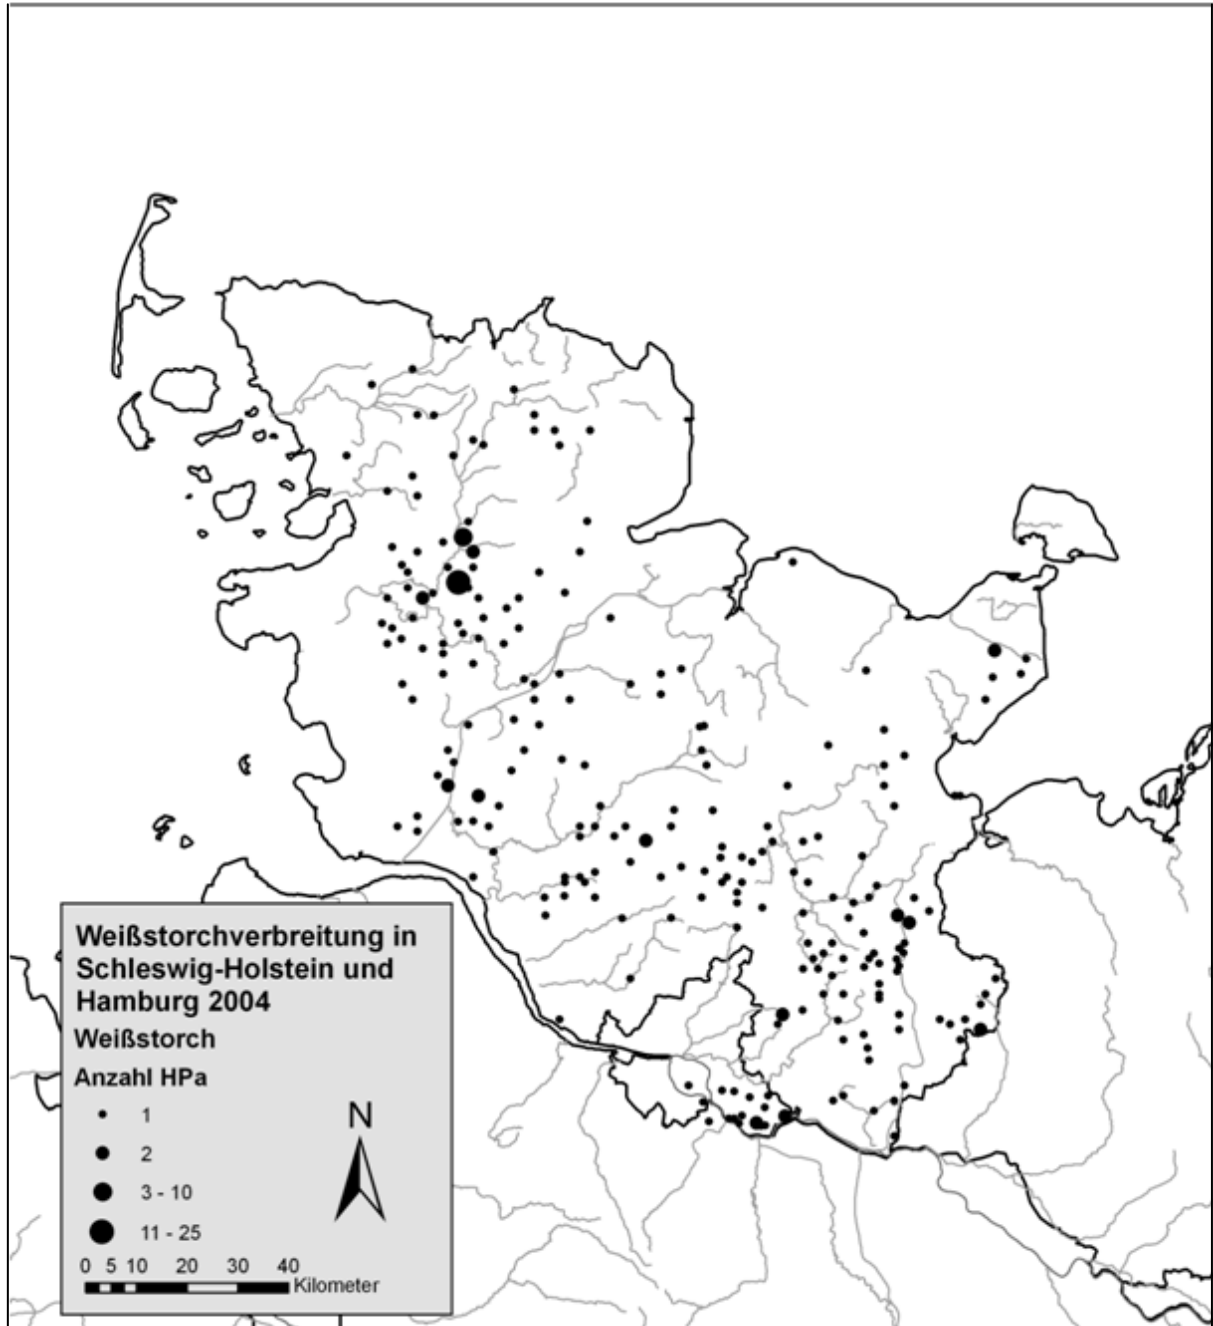 Weißstorchverbreitung in
Schleswig-Holstein und
Hamburg 2004
Weißstorch
Anzahl HPa
1
2
3 - 10
11 - 25
N
0 5 10 20 30 40
Kilometer